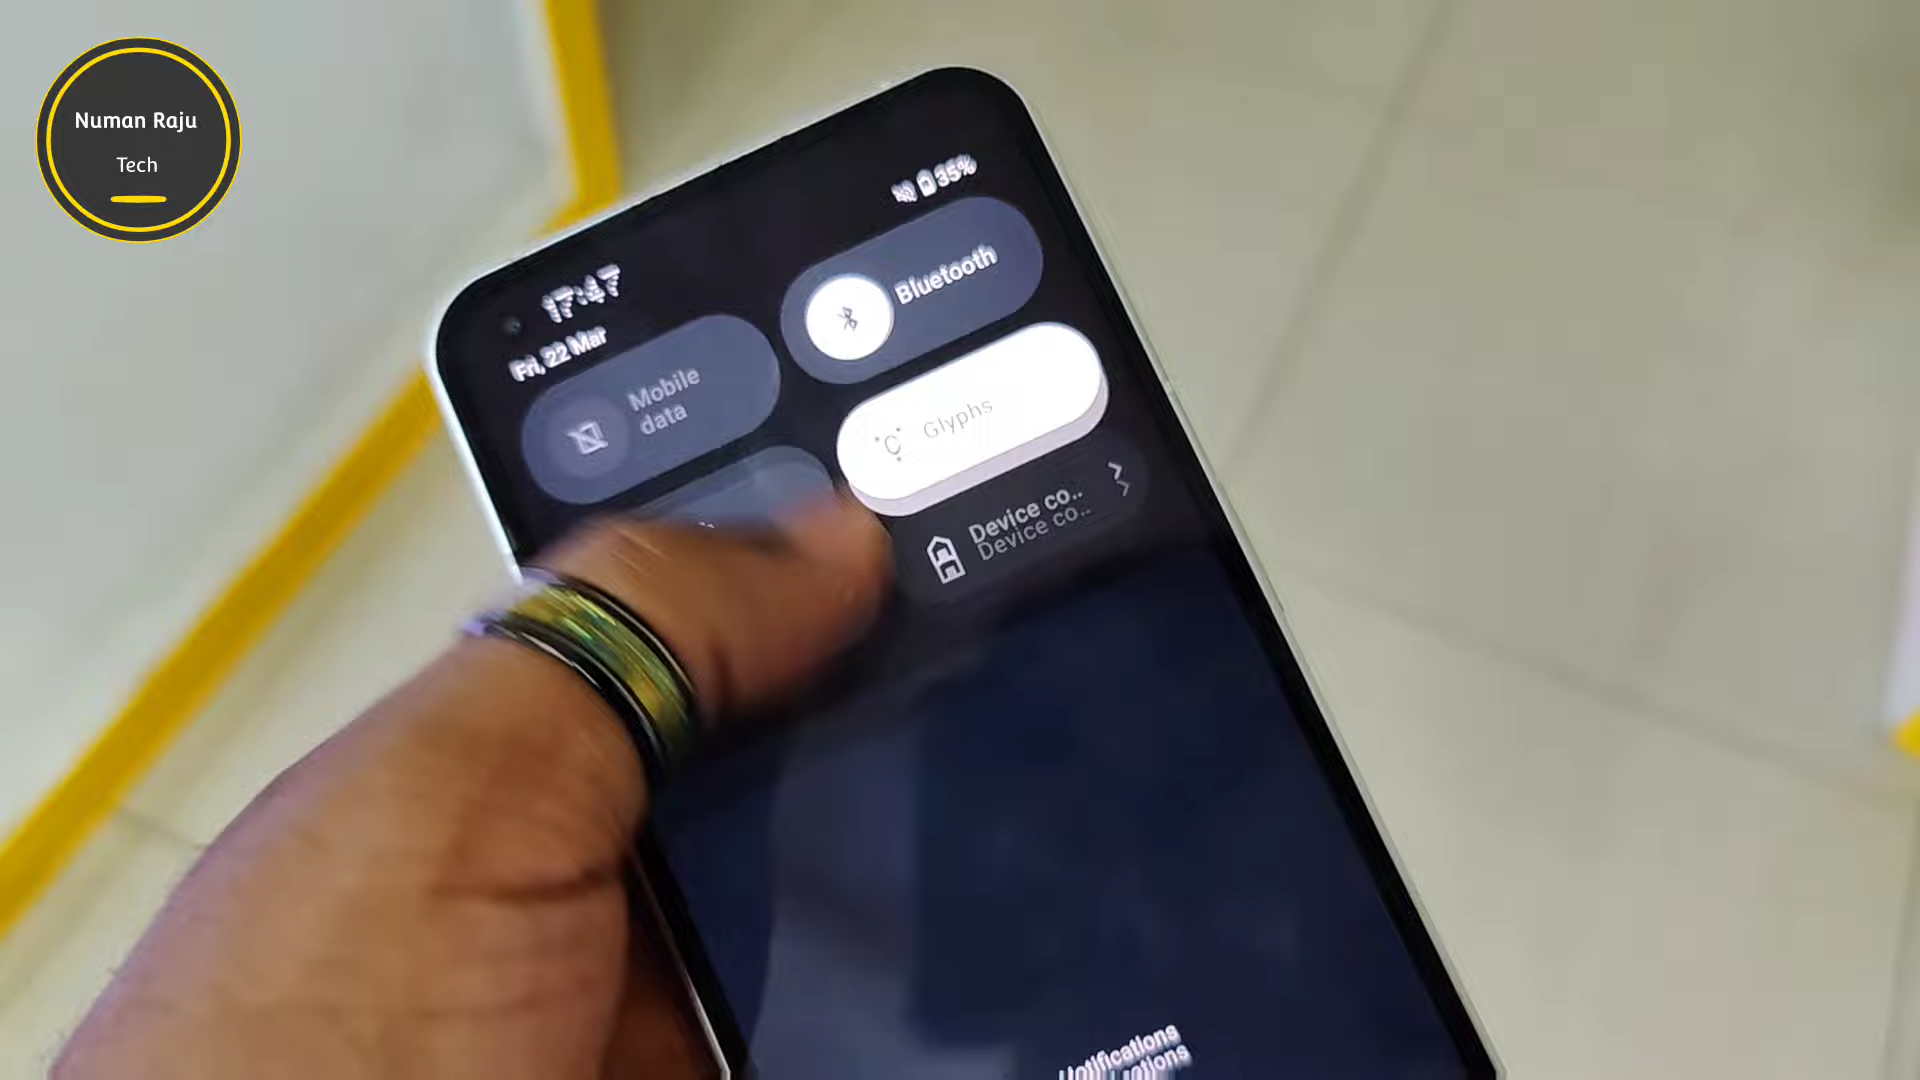 Numan Raju
Tech
35%
17:47
Fri, 22 Mar
Bluetooth
Mobile
data
Glyphs
Device co..
Device co..
Notifications